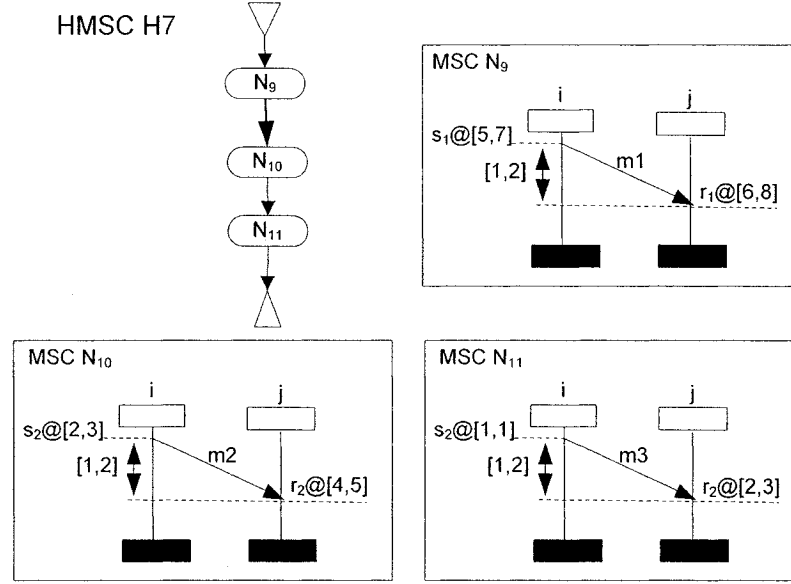 HMSC H7
N9
N10
N11
MSC N9
i
j
s1@[5,7]
m1
[1,2]
r1@[6,8]
MSC N10
i
j
s2@[2,3]
m2
[1,2]
r2@[4,5]
MSC N11
i
j
s2@[1,1]
m3
[1,2]
r2@[2,3]